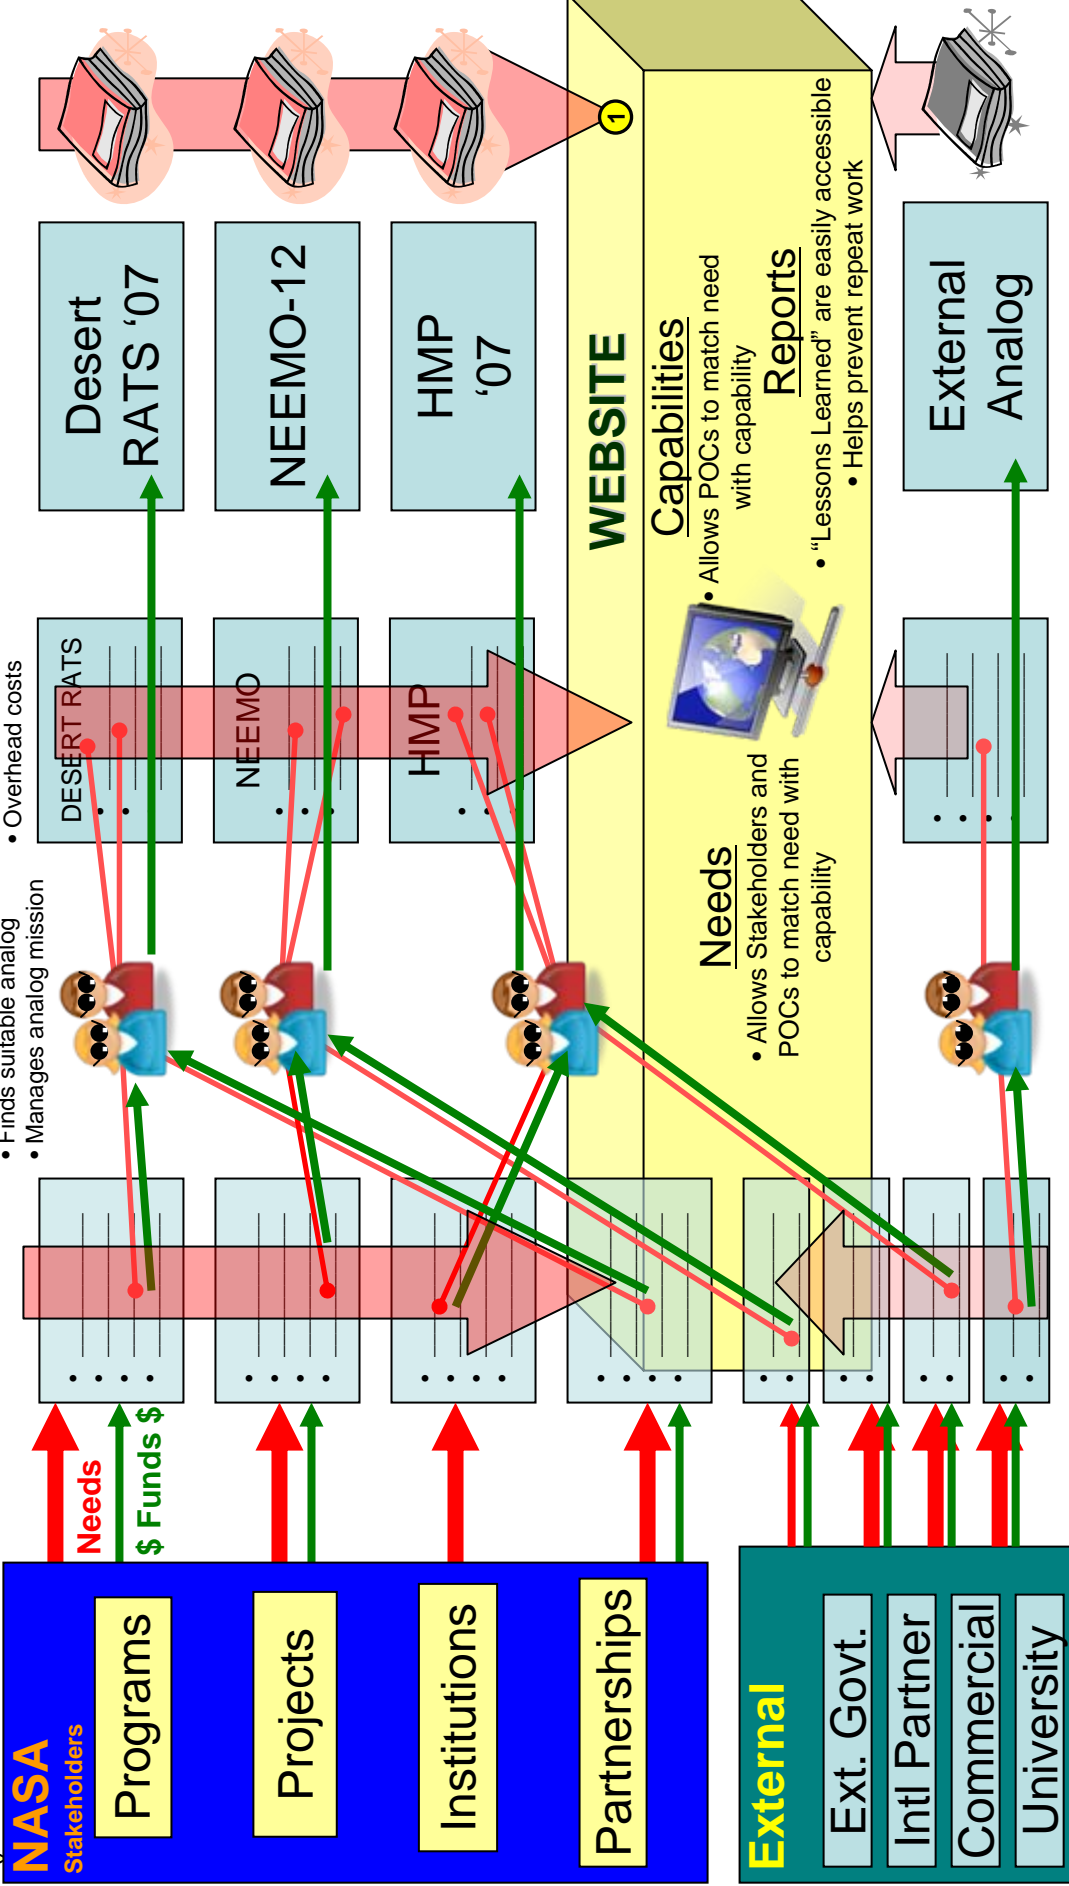 • Finds suitable analog
• Manages analog mission
• Overhead costs
NASA
Stakeholders
Programs
Projects
Institutions
Partnerships
Needs
$ Funds $
External
Ext. Govt.
Intl Partner
Commercial
University
DESERT RATS
NEEMO
HMP
Desert
RATS ‘07
NEEMO-12
HMP
‘07
External
Analog
WEBSITE
Needs
• Allows Stakeholders and
POCs to match need with
capability
Capabilities
• Allows POCs to match need
with capability
Reports
• “Lessons Learned” are easily accessible
• Helps prevent repeat work
1